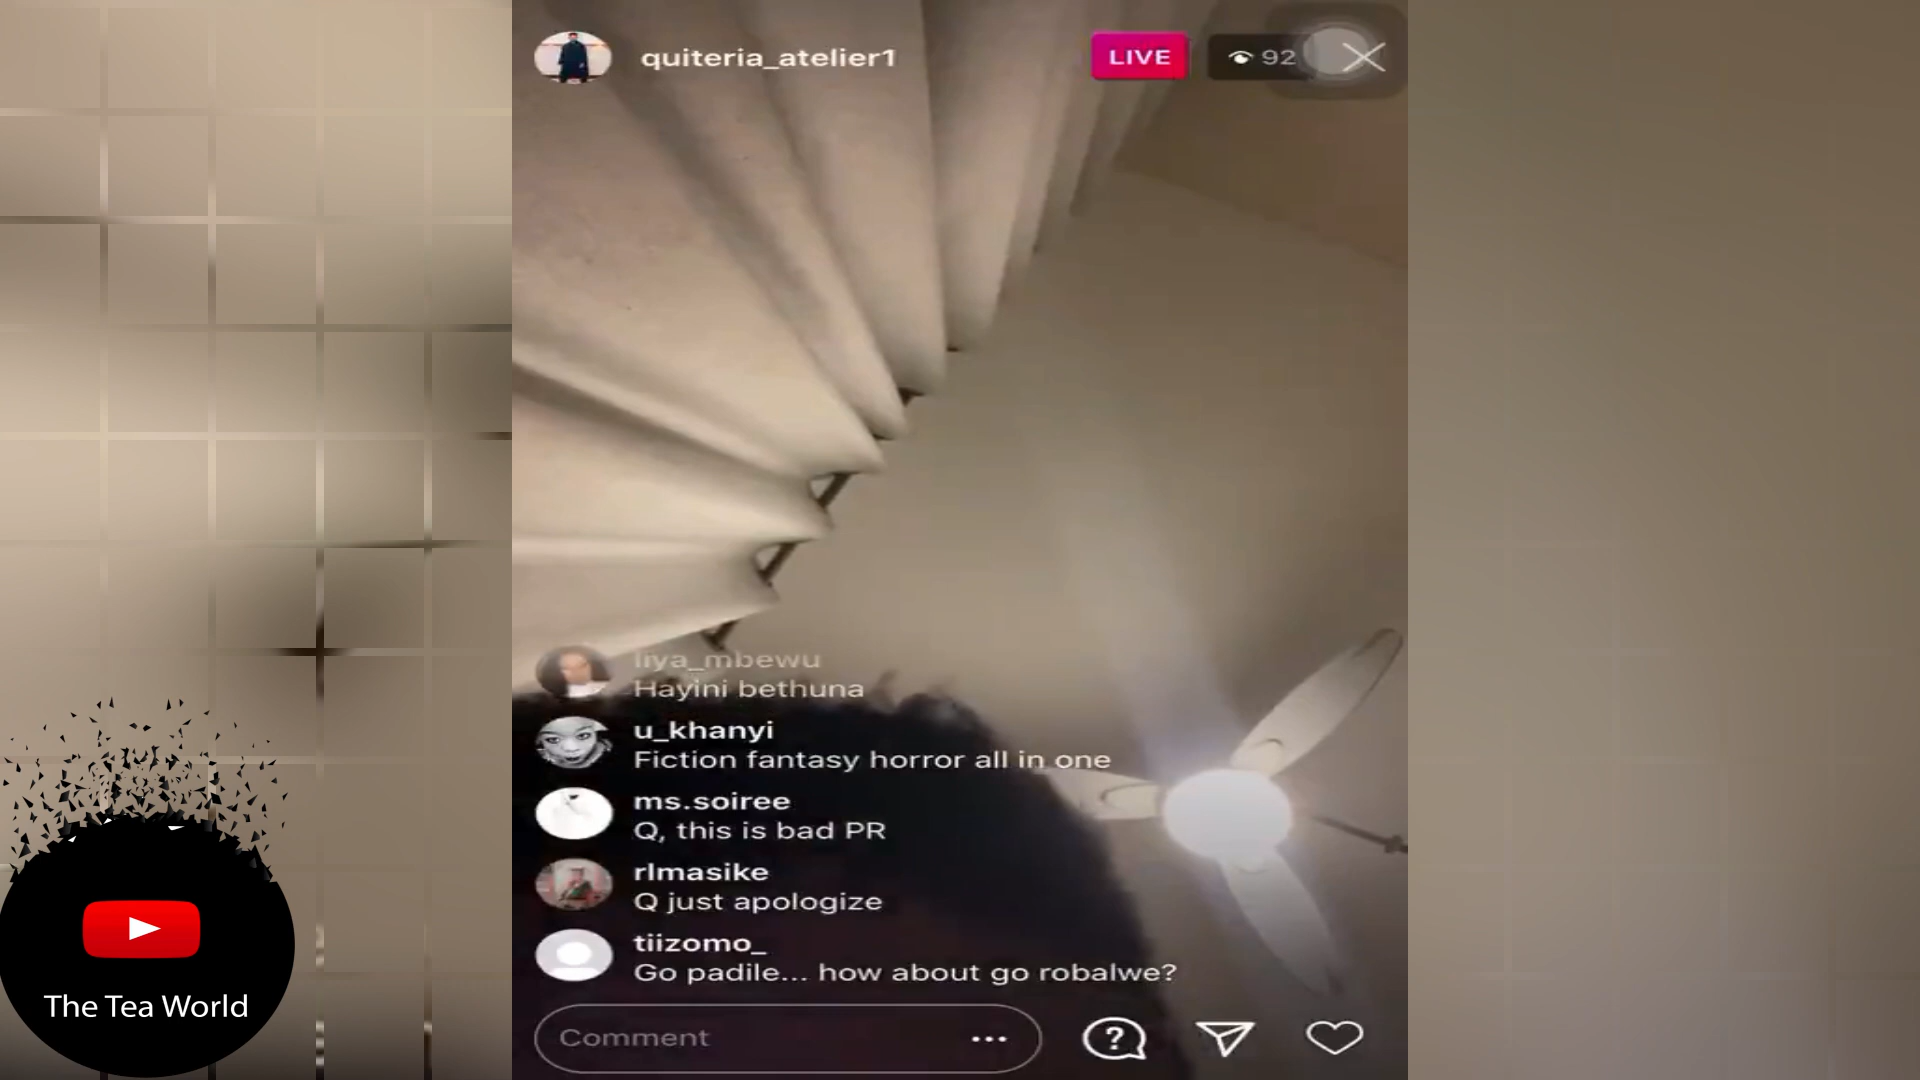 quiteria_atelier1
LIVE
92
liya_mbewu
Hayini bethuna
u_khanyi
Fiction fantasy horror all in one
ms.soiree
Q, this is bad PR
rlmasike
Q just apologize
tiizomo_
Go padile... how about go robalwe?
Comment
The Tea World